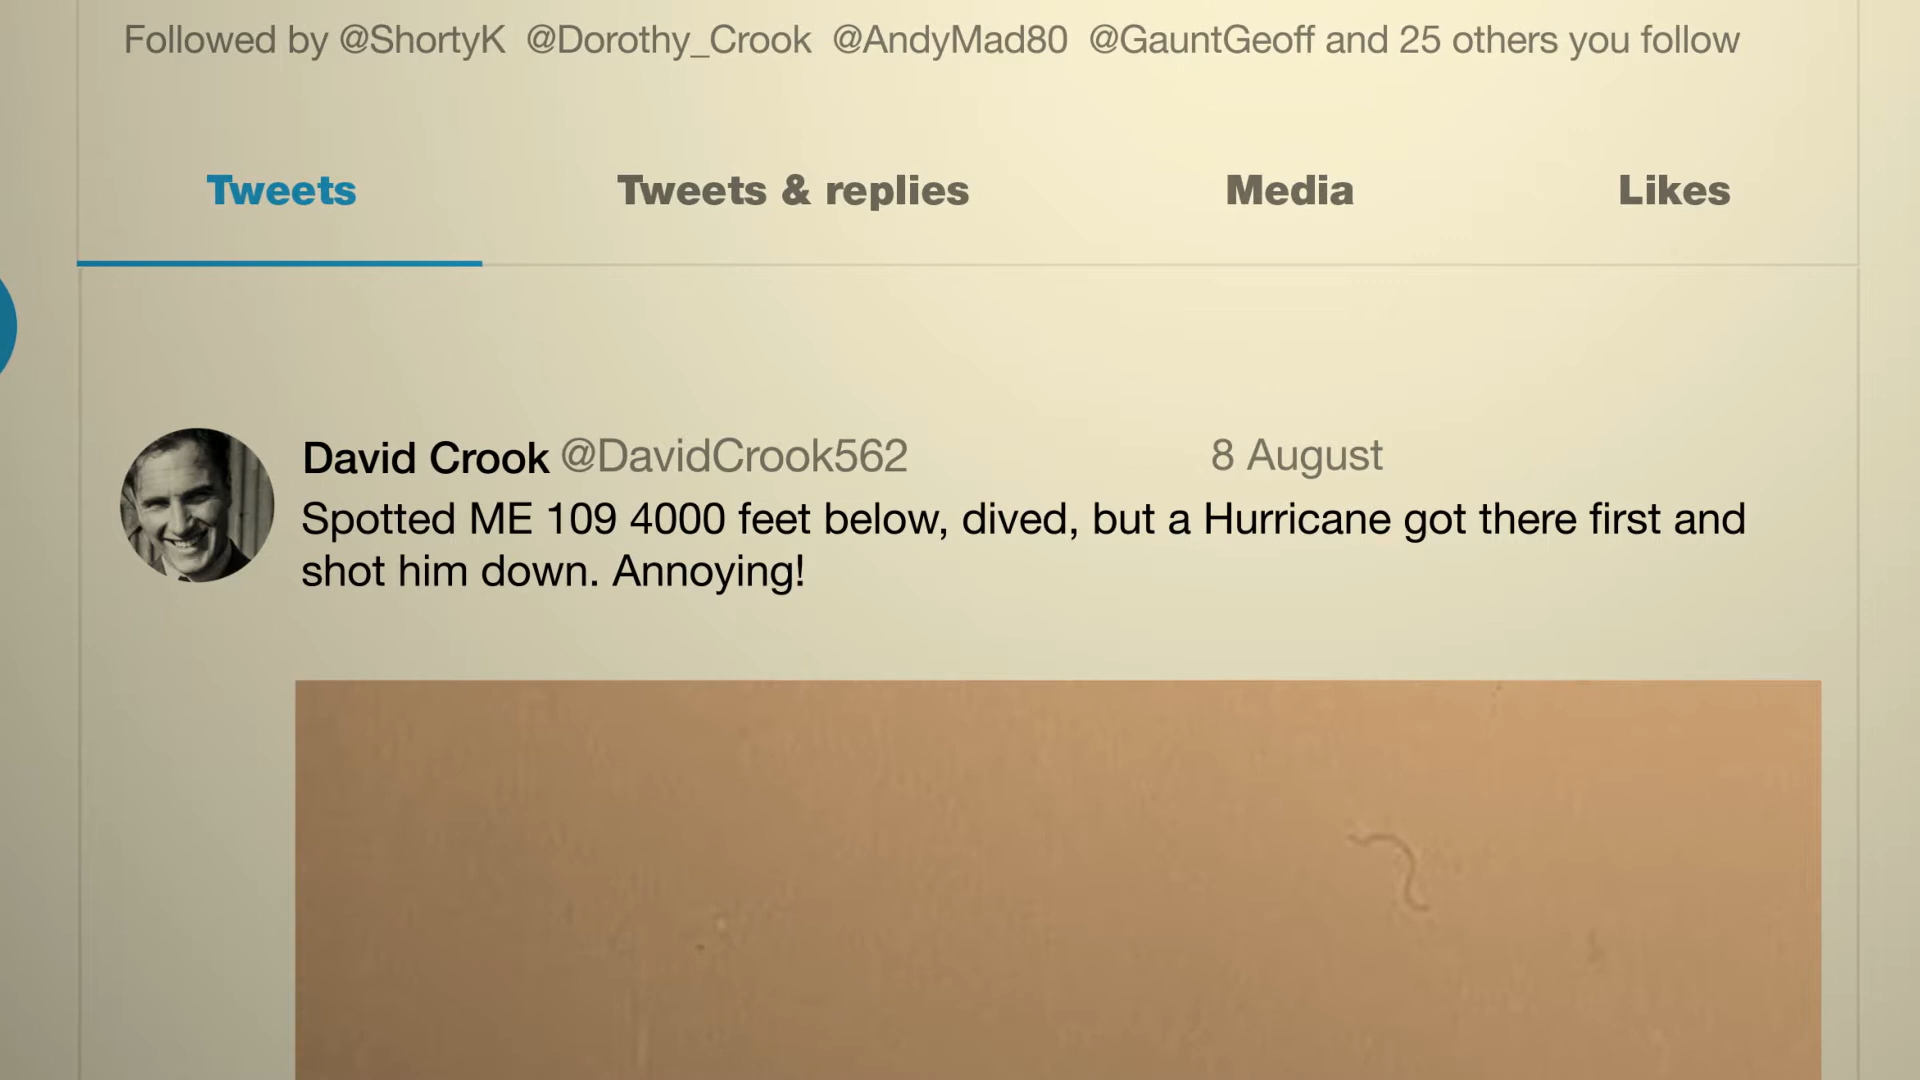 Followed by @ShortyK @Dorothy_Crook @AndyMad80 @GauntGeoff and 25 others you follow
Tweets Tweets & replies Media Likes
David Crook @DavidCrook562 8 August
Spotted ME 109 4000 feet below, dived, but a Hurricane got there first and
shot him down. Annoying!